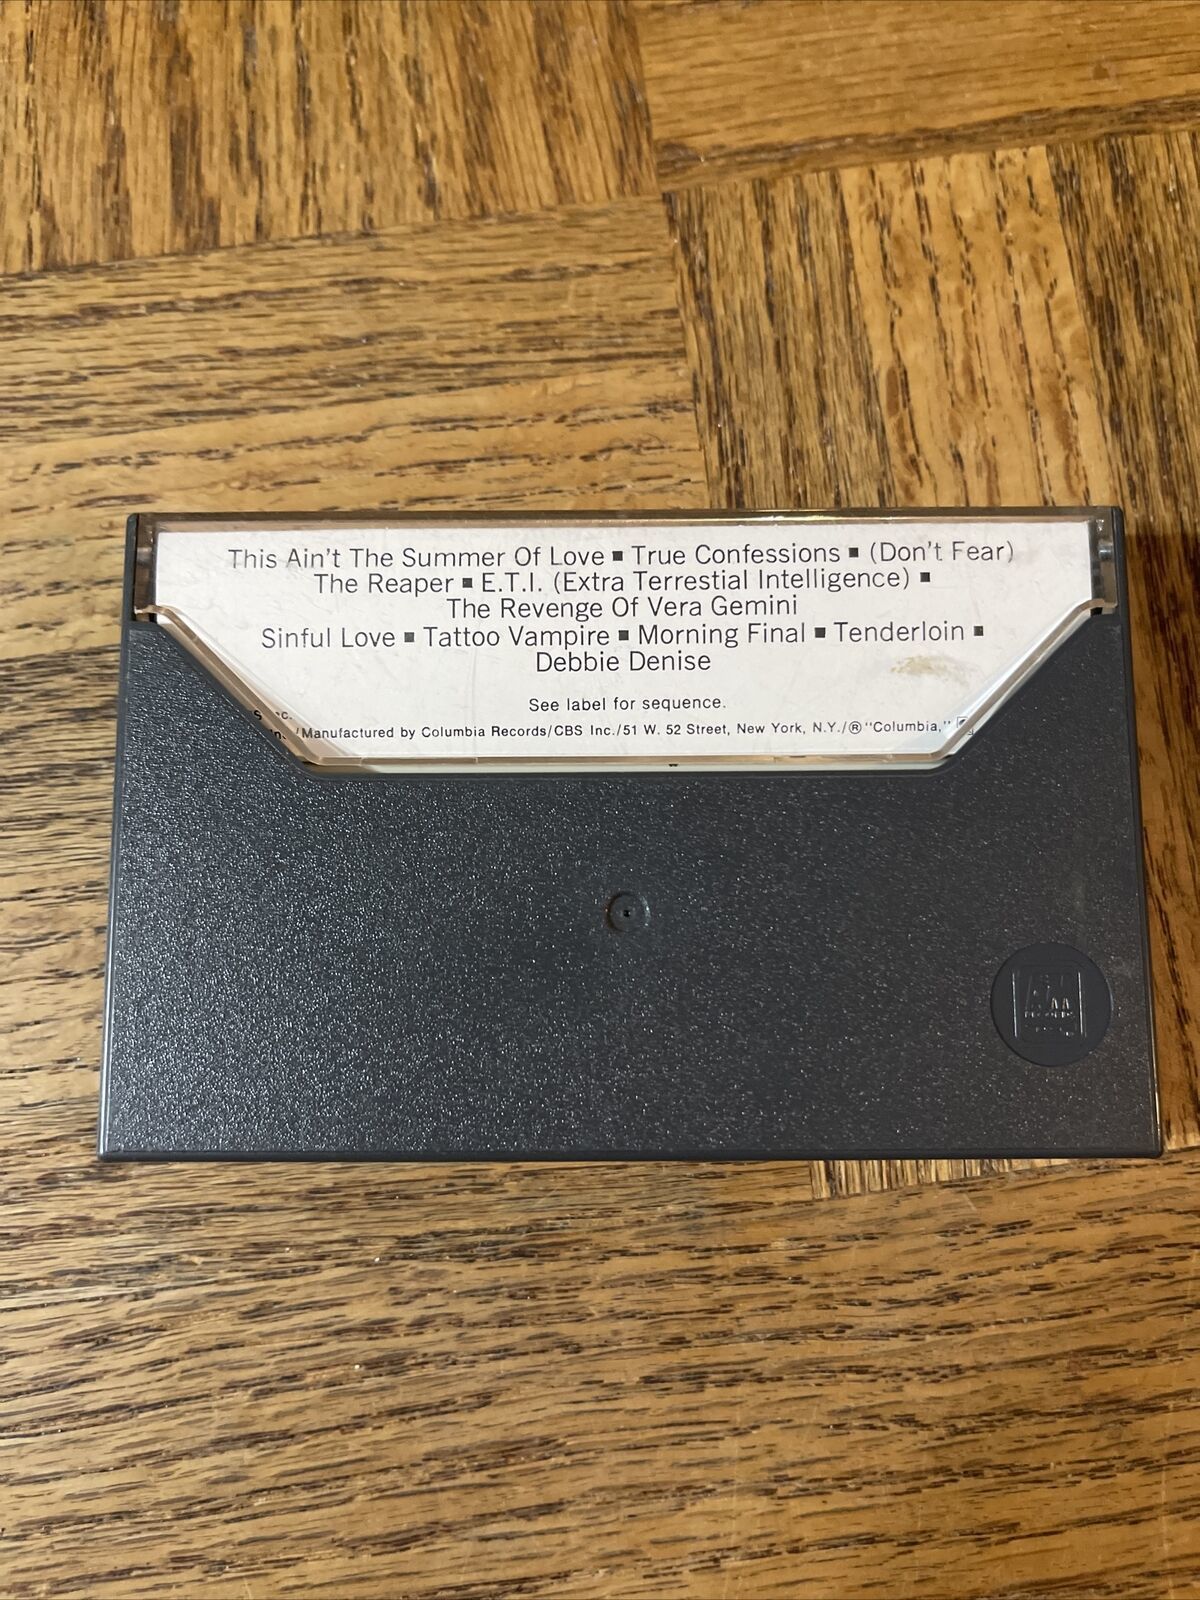 This Ain't The Summer Of Love ■ True Confessions ■ (Don't Fear)
The Reaper ■ E.T.I. (Extra Terrestial Intelligence) ■
The Revenge Of Vera Gemini
Sinful Love ■ Tattoo Vampire ■ Morning Final ■ Tenderloin ■
Debbie Denise
See label for sequence.
/Manufactured by Columbia Records/CBS Inc./51 W. 52 Street, New York, N.Y./® "Columbia,"